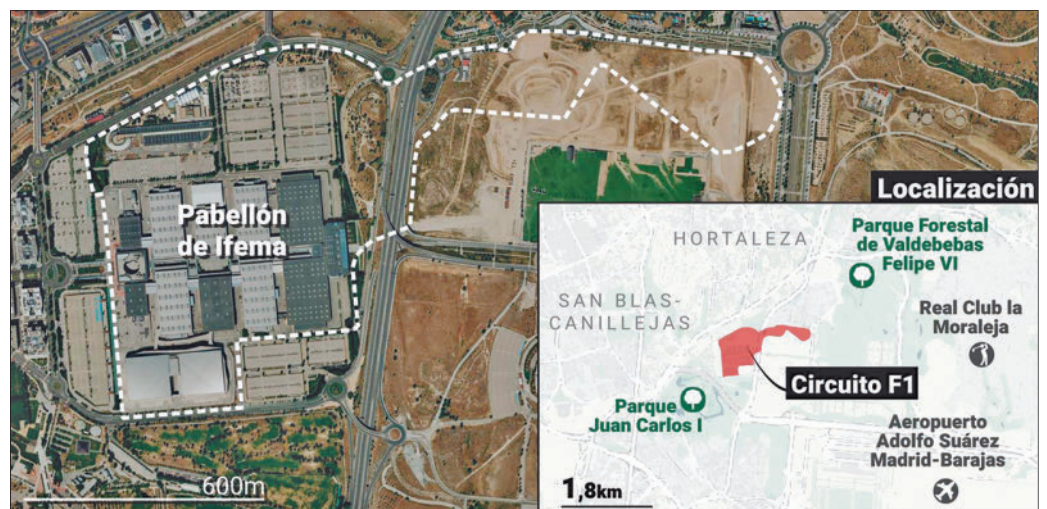 Pabellón
de Ifema
600m
Localización
HORTALEZA
Parque Forestal
de Valdebebas
Felipe VI
SAN BLAS-
CANILLEJAS
Real Club la
Moraleja
Circuito F1
Parque
Juan Carlos I
Aeropuerto
Adolfo Suárez
Madrid-Barajas
1,8km